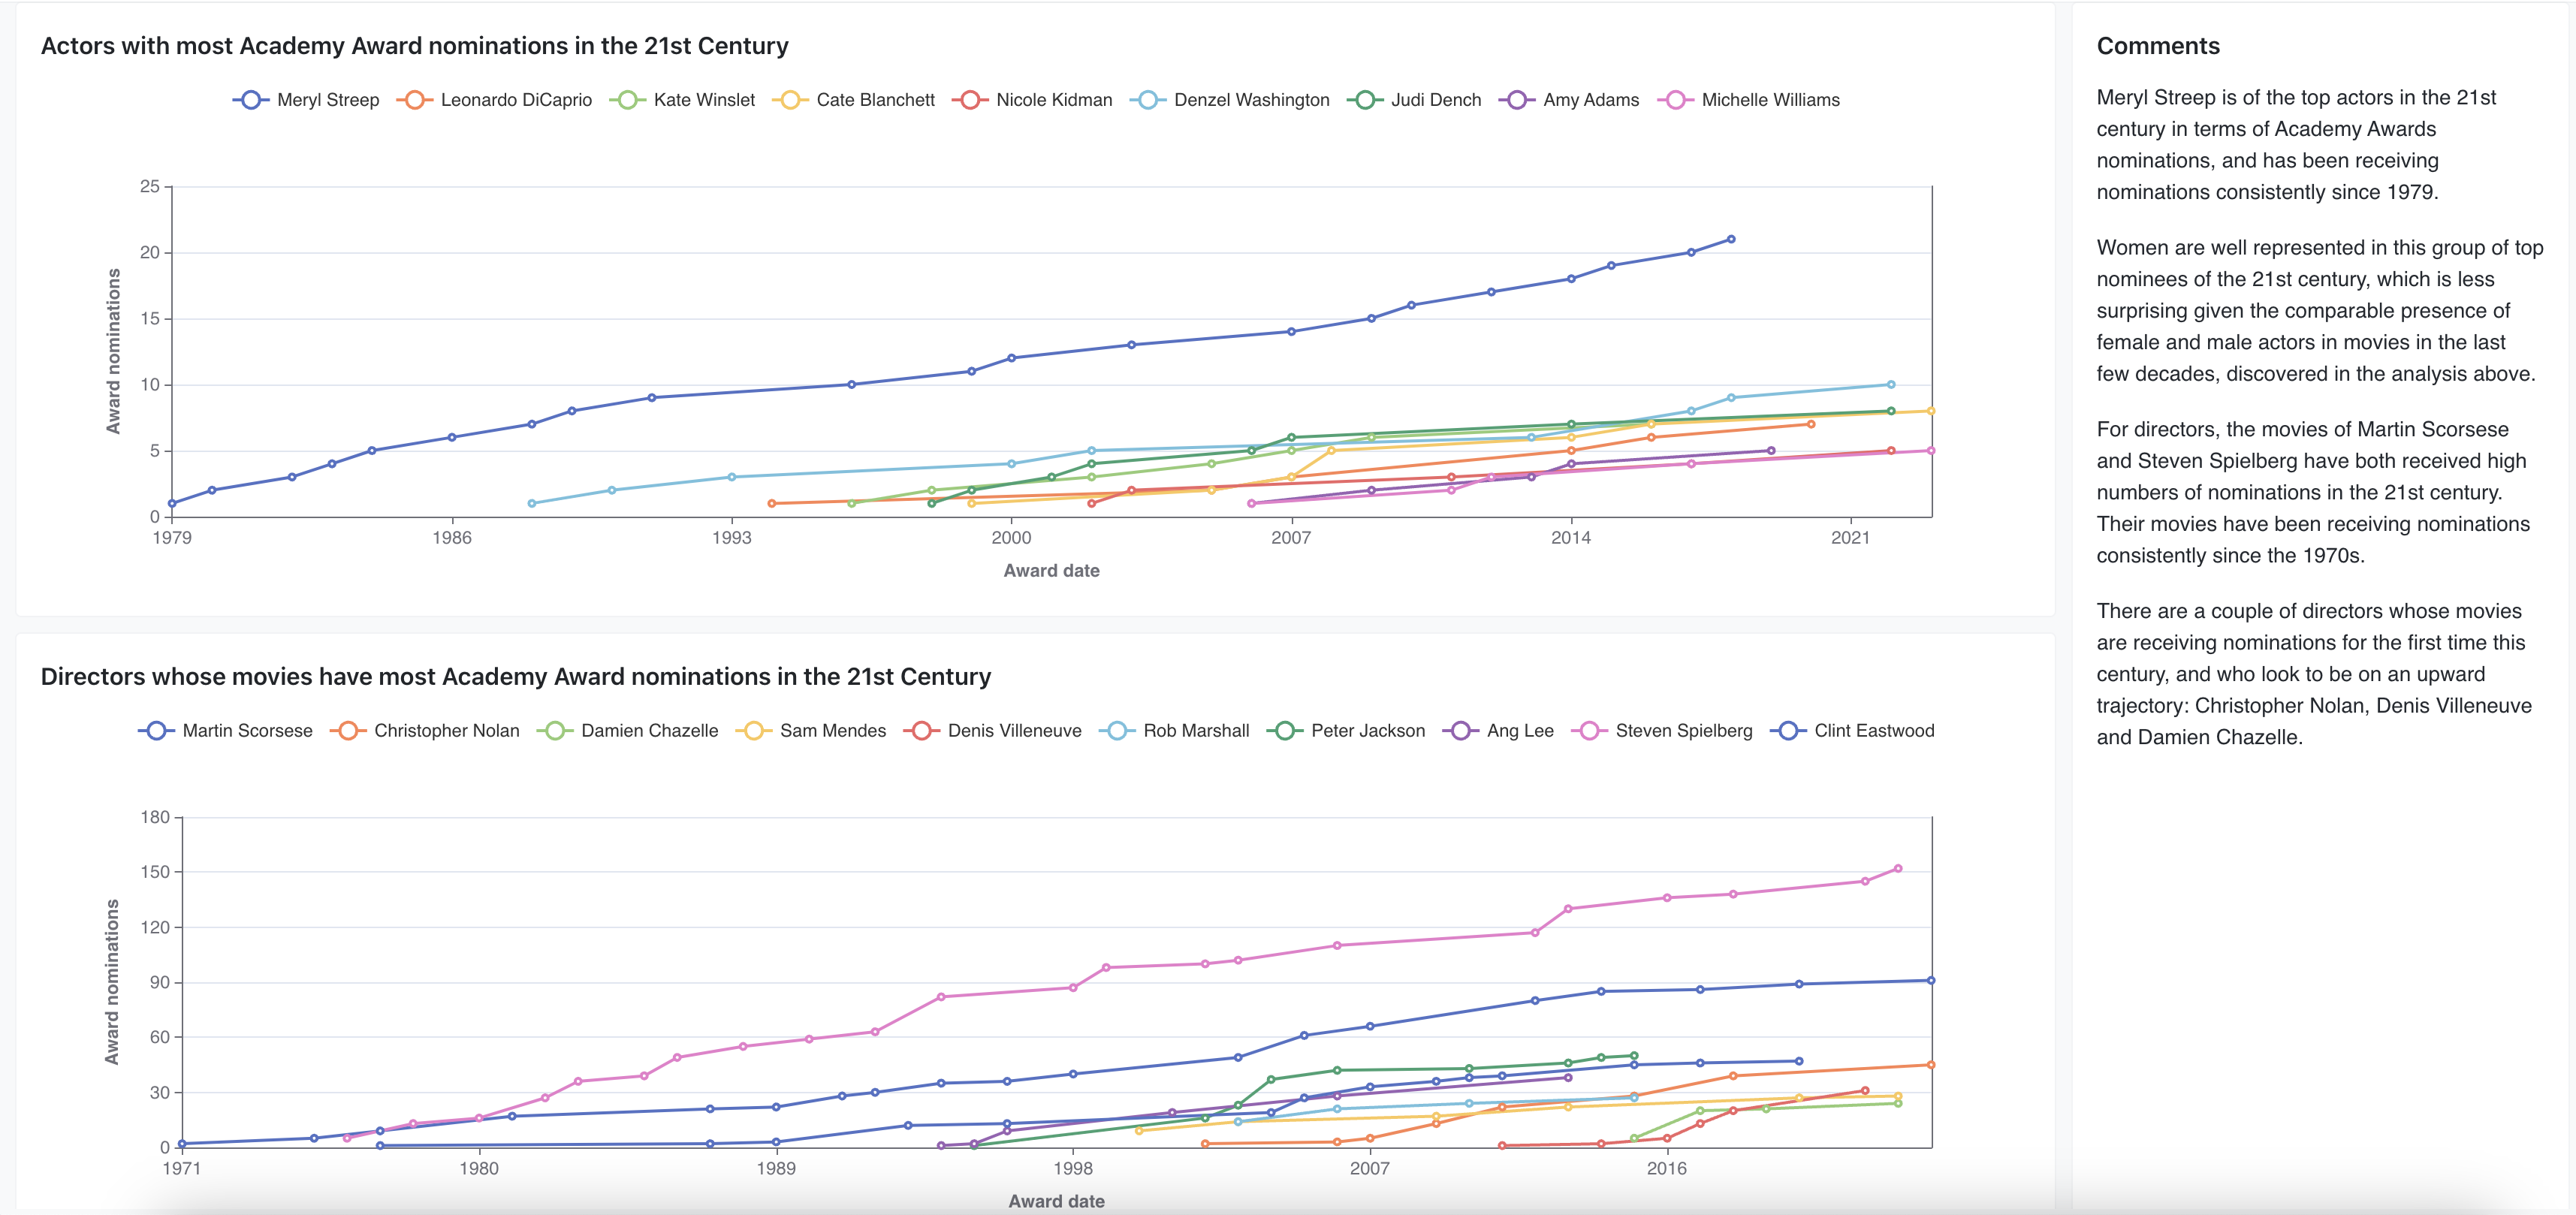 Actors with most Academy Award nominations in the 21st Century
Meryl Streep Leonardo DiCaprio Kate Winslet Cate Blanchett Nicole Kidman Denzel Washington Judi Dench Amy Adams Michelle Williams
25
20
15
10
5
0
Award nominations
1979 1986 1993 2000 2007 2014 2021
Award date
Directors whose movies have most Academy Award nominations in the 21st Century
Martin Scorsese Christopher Nolan Damien Chazelle Sam Mendes Denis Villeneuve Rob Marshall Peter Jackson Ang Lee Steven Spielberg Clint Eastwood
180
150
120
90
60
30
0
Award nominations
1971 1980 1989 1998 2007 2016
Award date
Comments
Meryl Streep is of the top actors in the 21st
century in terms of Academy Awards
nominations, and has been receiving
nominations consistently since 1979.
Women are well represented in this group of top
nominees of the 21st century, which is less
surprising given the comparable presence of
female and male actors in movies in the last
few decades, discovered in the analysis above.
For directors, the movies of Martin Scorsese
and Steven Spielberg have both received high
numbers of nominations in the 21st century.
Their movies have been receiving nominations
consistently since the 1970s.
There are a couple of directors whose movies
are receiving nominations for the first time this
century, and who look to be on an upward
trajectory: Christopher Nolan, Denis Villeneuve
and Damien Chazelle.